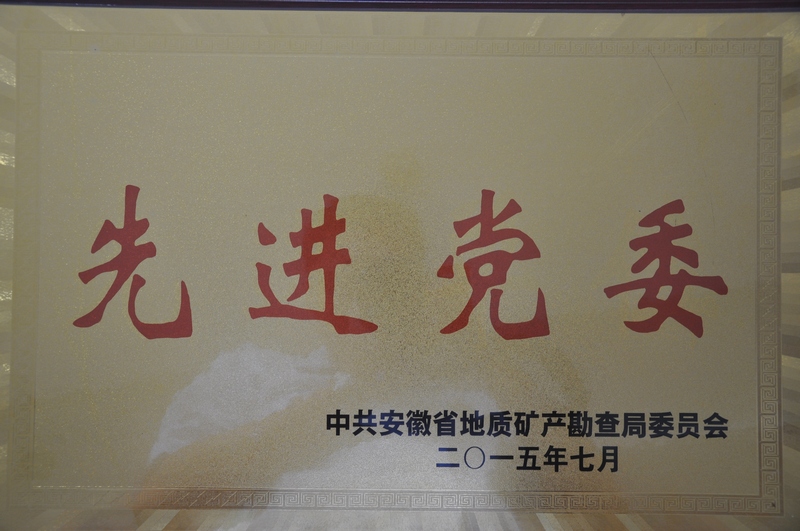 先进党委
中共安徽省地质矿产勘查局委员会
二〇一五年七月